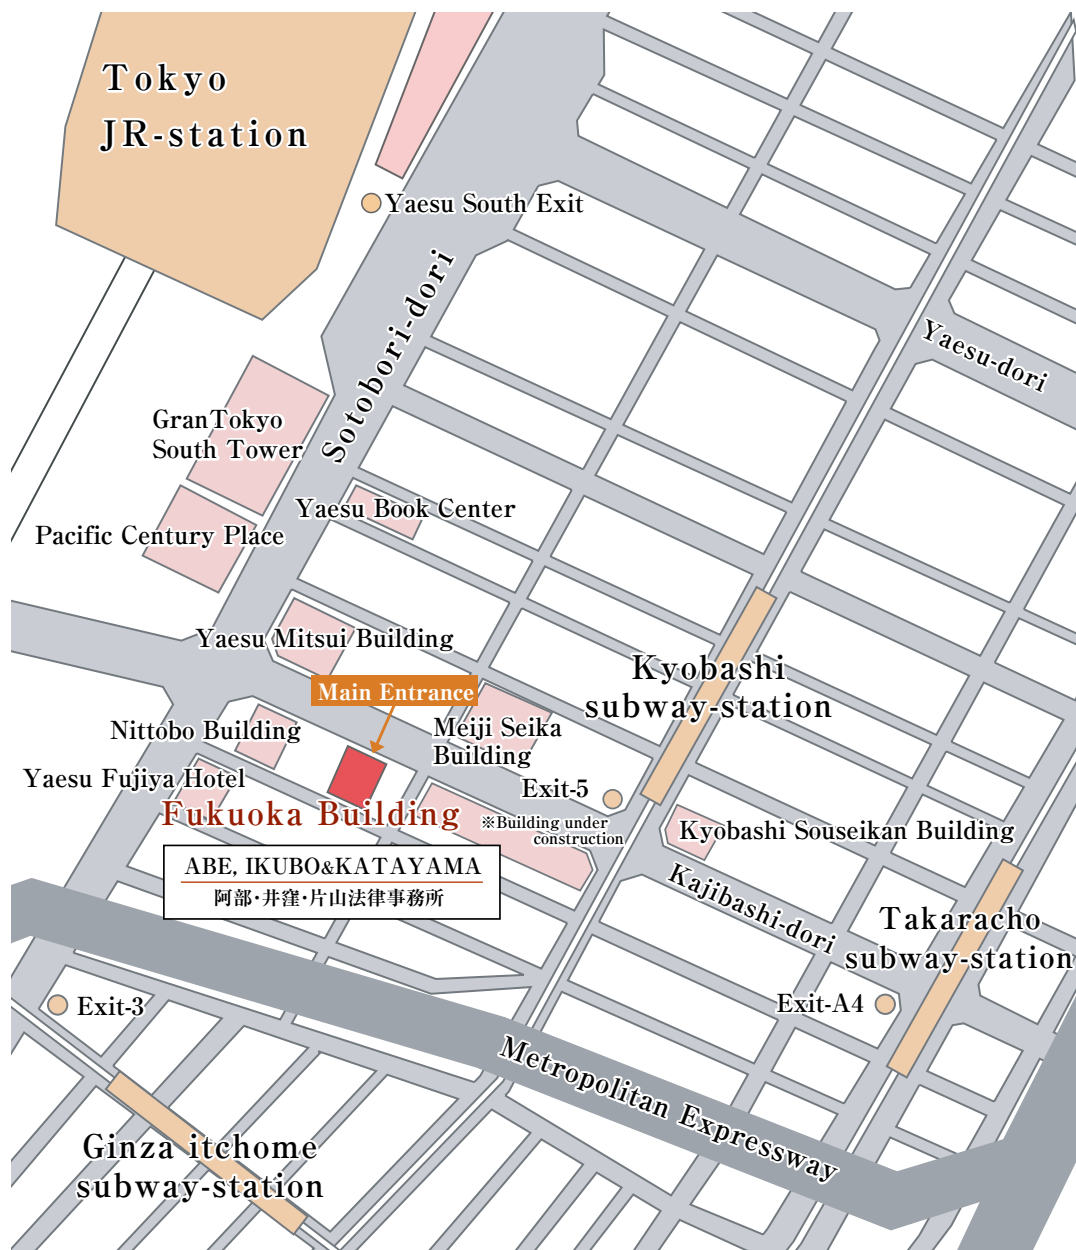 Tokyo
JR-station
Yaesu South Exit
Sotobori-dori
Yaesu-dori
GranTokyo
South Tower
Yaesu Book Center
Pacific Century Place
Yaesu Mitsui Building
Kyobashi
subway-station
Main Entrance
Nittobo Building
Meiji Seika
Building
Yaesu Fujiya Hotel
Exit-5
Fukuoka Building
※Building under
construction
Kyobashi Souseikan Building
ABE, IKUBO&KATAYAMA
阿部・井窪・片山法律事務所
Kajibashi-dori
Takaracho
subway-station
Exit-3
Exit-A4
Metropolitan Expressway
Ginza itchome
subway-station